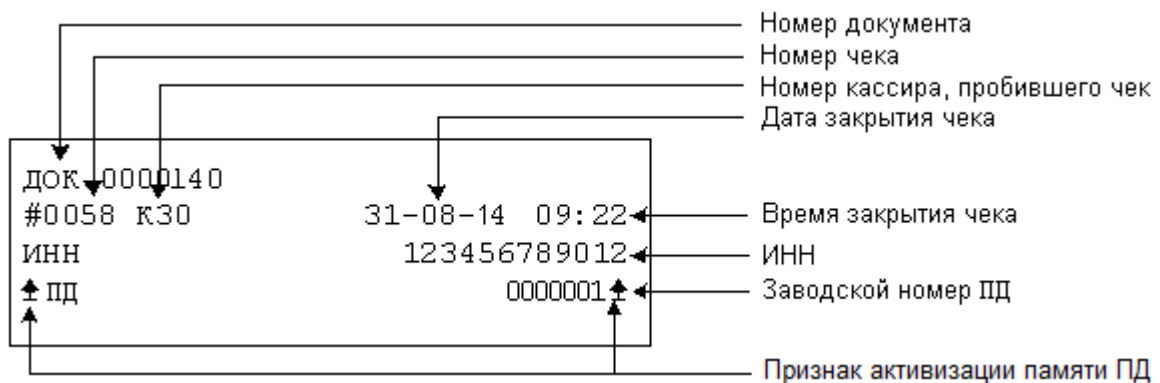 Номер документа
Номер чека
Номер кассира, пробившего чек
Дата закрытия чека
ДОК 0000140
#0058 К30 31-08-14 09:22 Время закрытия чека
ИНН 123456789012 ИНН
ПД 0000001 Заводской номер ПД
Признак активизации памяти ПД